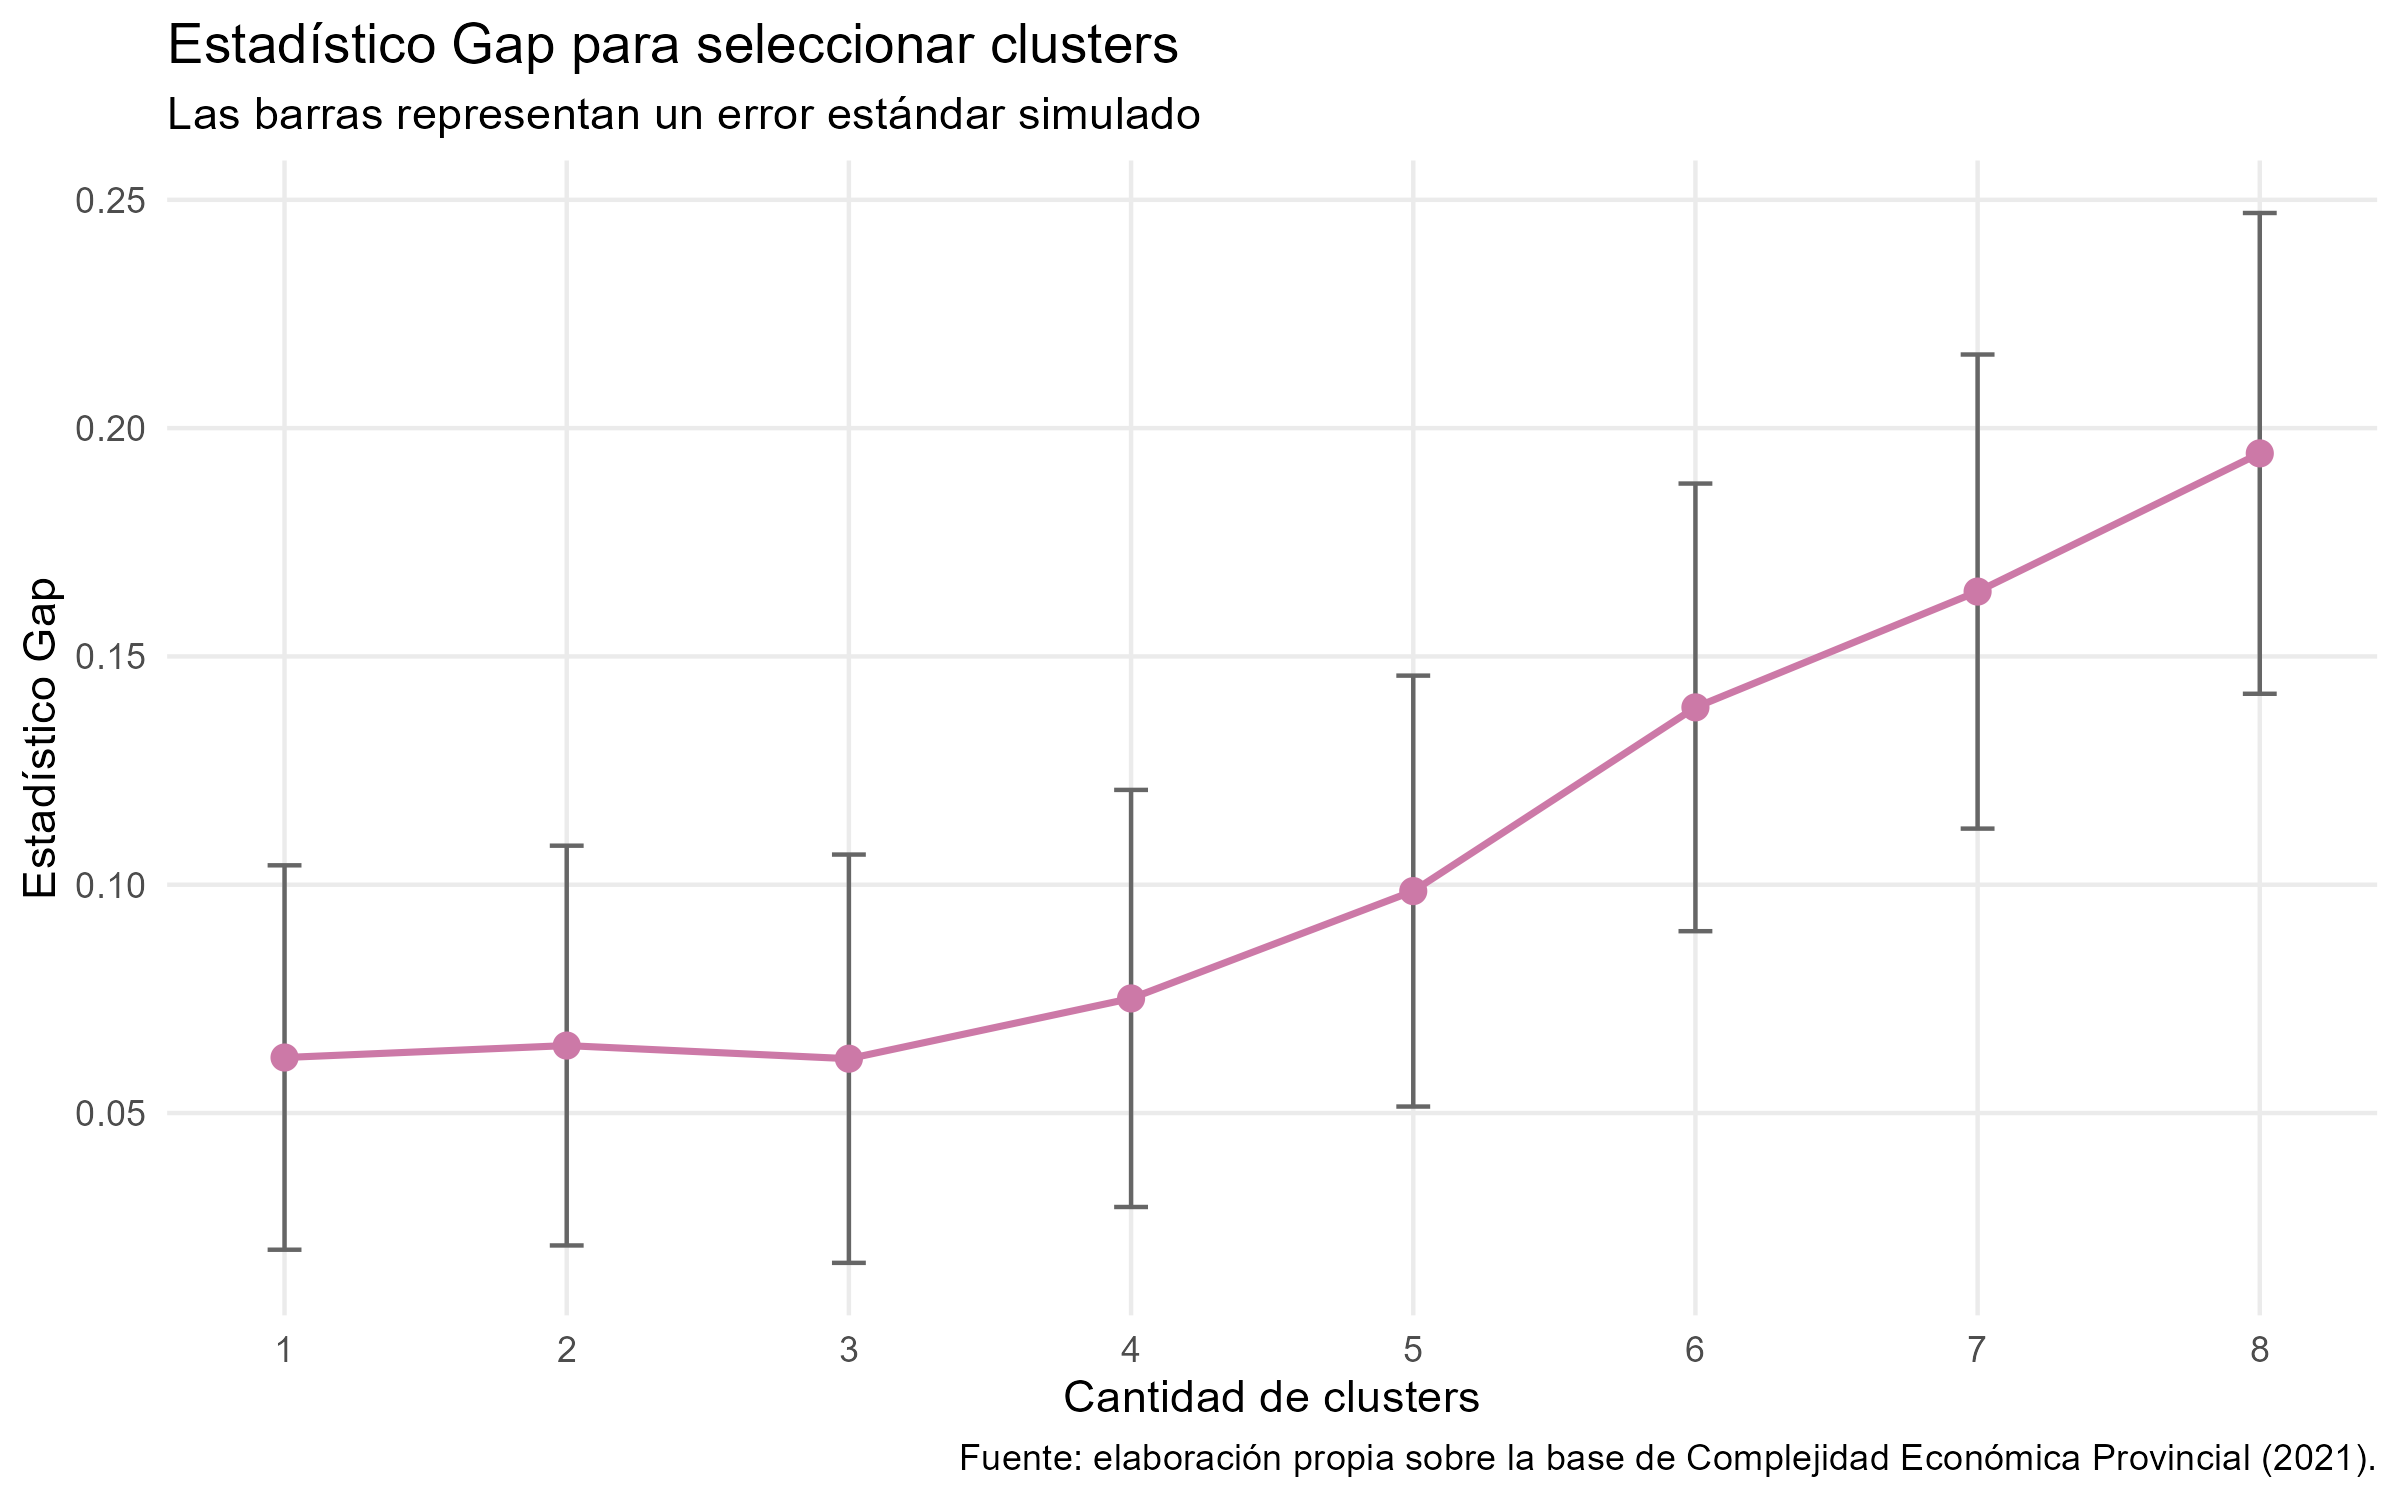 Estadístico Gap para seleccionar clusters
Las barras representan un error estándar simulado
Estadístico Gap
0.25
0.20
0.15
0.10
0.05
1 2 3 4 5 6 7 8
Cantidad de clusters
Fuente: elaboración propia sobre la base de Complejidad Económica Provincial (2021).